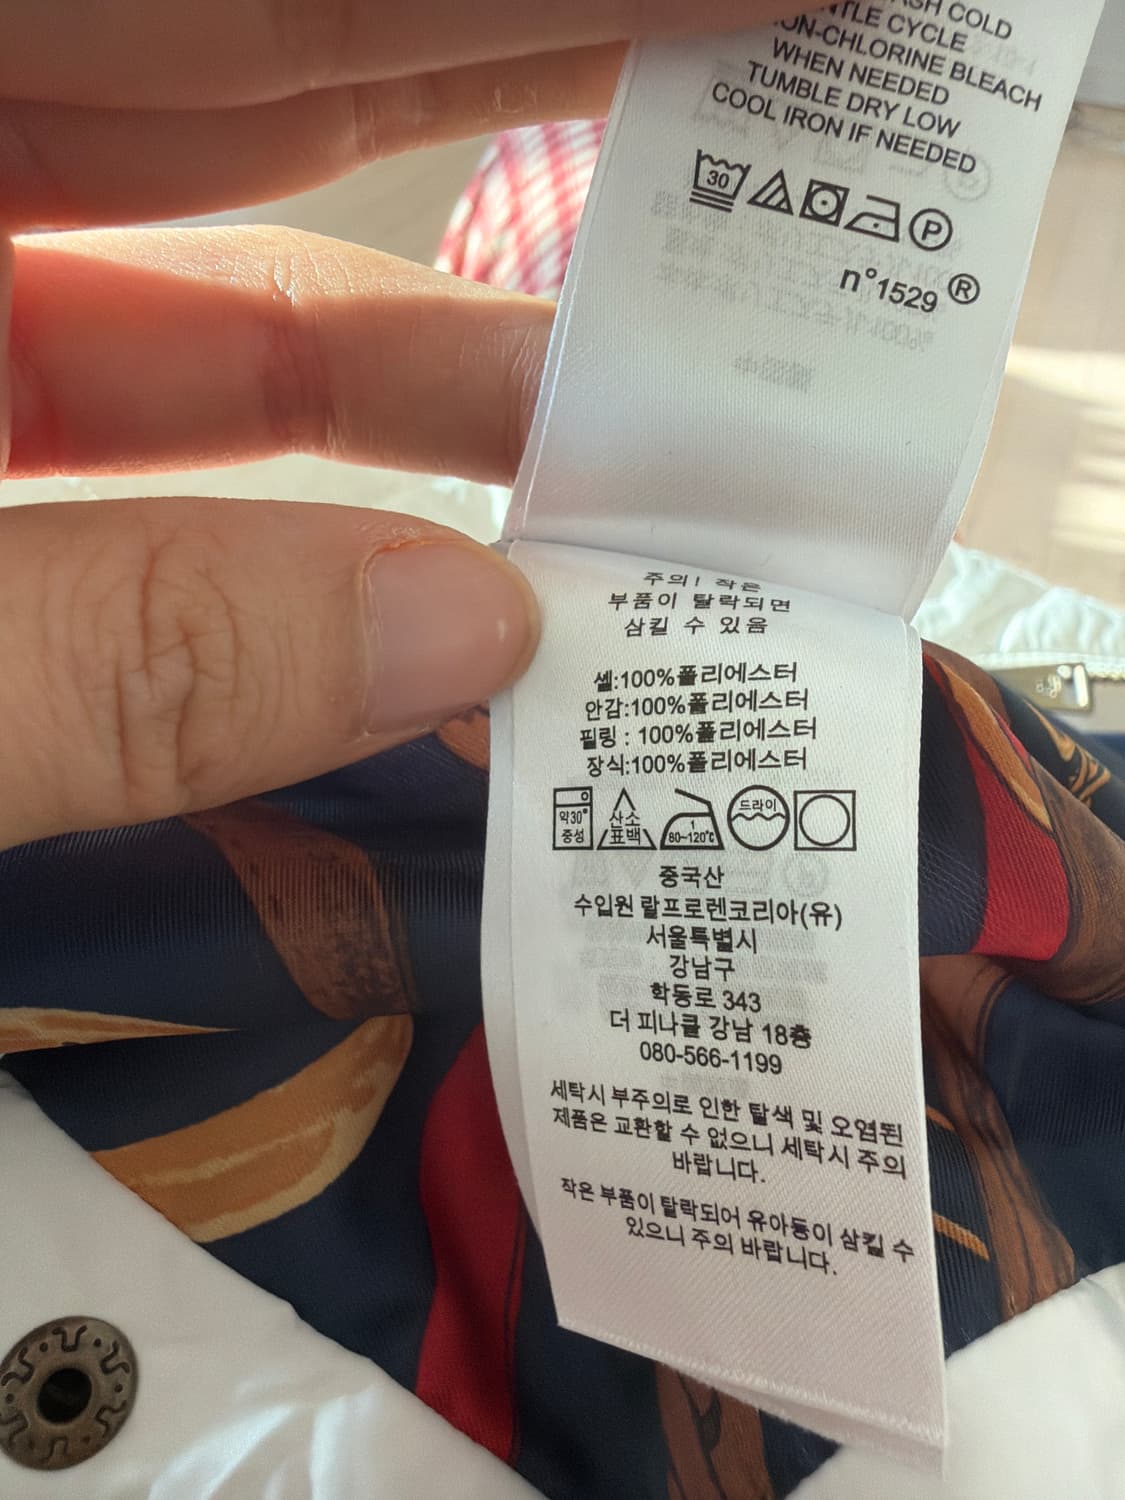 COLD
CYCLE
NON-CHLORINE BLEACH
WHEN NEEDED
TUMBLE DRY LOW
COOL IRON IF NEEDED
30
P
n°1529 ®
주의! 작은
부품이 탈락되면
삼킬 수 있음
쉘:100%폴리에스터
안감:100%폴리에스터
필링 : 100%폴리에스터
장식:100%폴리에스터
약30°
중성
산소
표백
1
80~120℃
드라이
중국산
수입원 랄프로렌코리아(유)
서울특별시
강남구
학동로 343
더 피나클 강남 18층
080-566-1199
세탁시 부주의로 인한 탈색 및 오염된
제품은 교환할 수 없으니 세탁시 주의
바랍니다.
작은 부품이 탈락되어 유아동이 삼킬 수
있으니 주의 바랍니다.